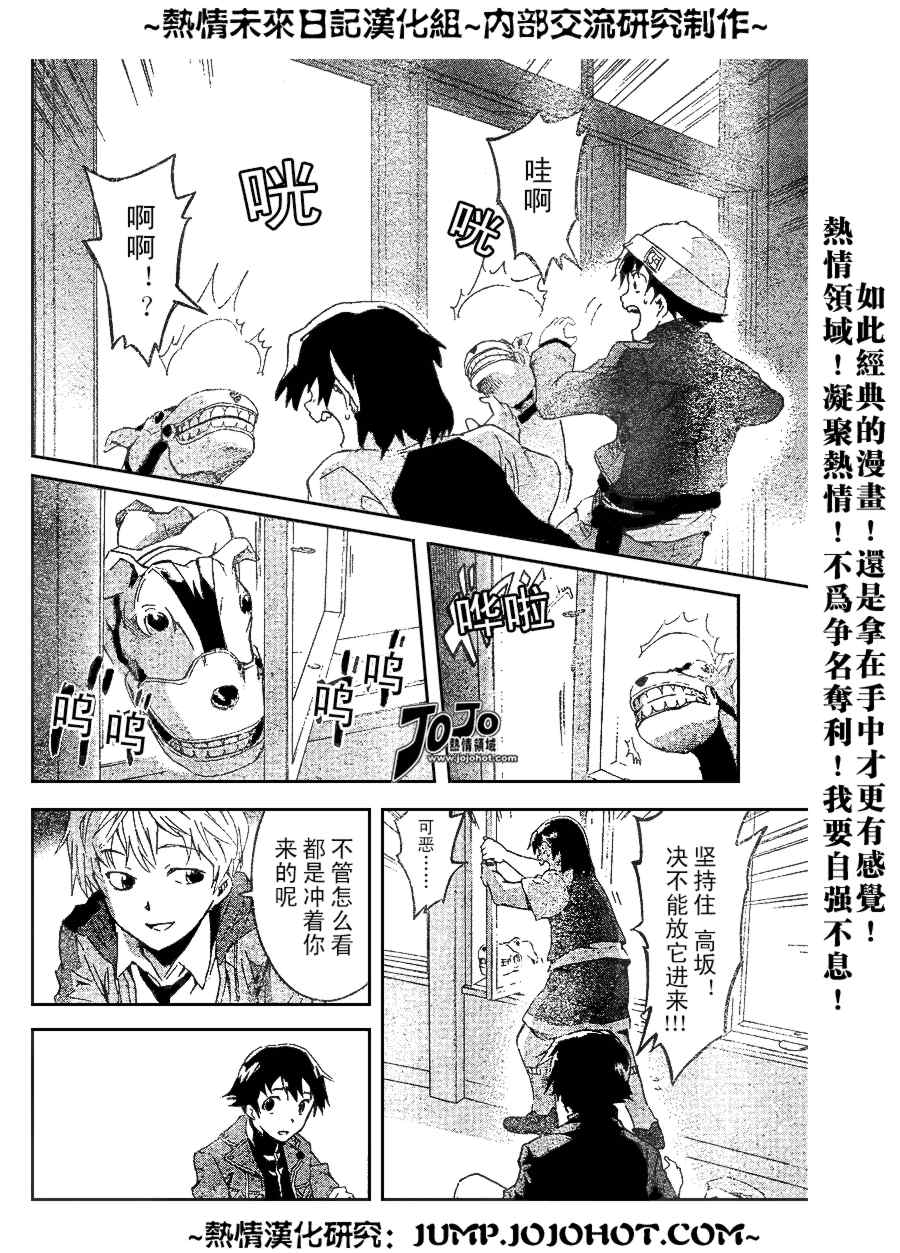 ~熱情未來日記漢化組~內部交流研究制作~
哇
啊
咣
咣
啊
啊！？
哗啦
呜
呜
呜
呜
JOJO
熱情領域
www.jojohot.com
坚持住 高坂！
决不能放它进来!!!
可恶……
不管怎么看
都是冲着你
来的呢
如此經典的漫畫！還是拿在手中才更有感覺！
熱情領域！凝聚熱情！不爲争名奪利！我要自强不息！
~熱情漢化研究：JUMP.JOJOHOT.COM~